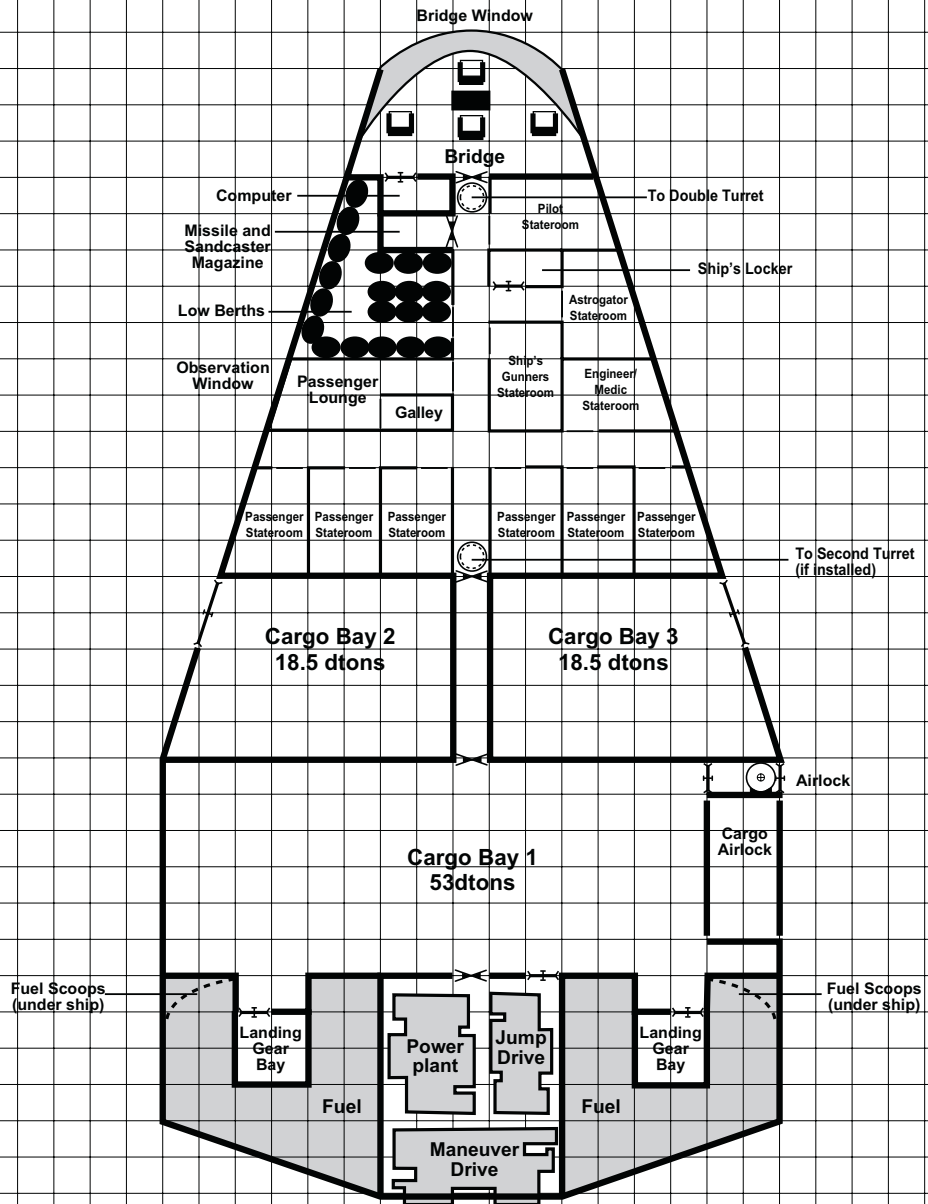 Bridge Window
Bridge
Computer
To Double Turret
Pilot
Stateroom
Missile and
Sandcaster
Magazine
Ship's Locker
Low Berths
Astrogator
Stateroom
Observation
Window
Passenger
Lounge
Galley
Ship's
Gunners
Stateroom
Engineer/
Medic
Stateroom
Passenger
Stateroom
Passenger
Stateroom
Passenger
Stateroom
Passenger
Stateroom
Passenger
Stateroom
Passenger
Stateroom
To Second Turret
(if installed)
Cargo Bay 2
18.5 dtons
Cargo Bay 3
18.5 dtons
Airlock
Cargo
Airlock
Cargo Bay 1
53dtons
Fuel Scoops
(under ship)
Fuel Scoops
(under ship)
Landing
Gear
Bay
Power
plant
Jump
Drive
Landing
Gear
Bay
Fuel
Fuel
Maneuver
Drive